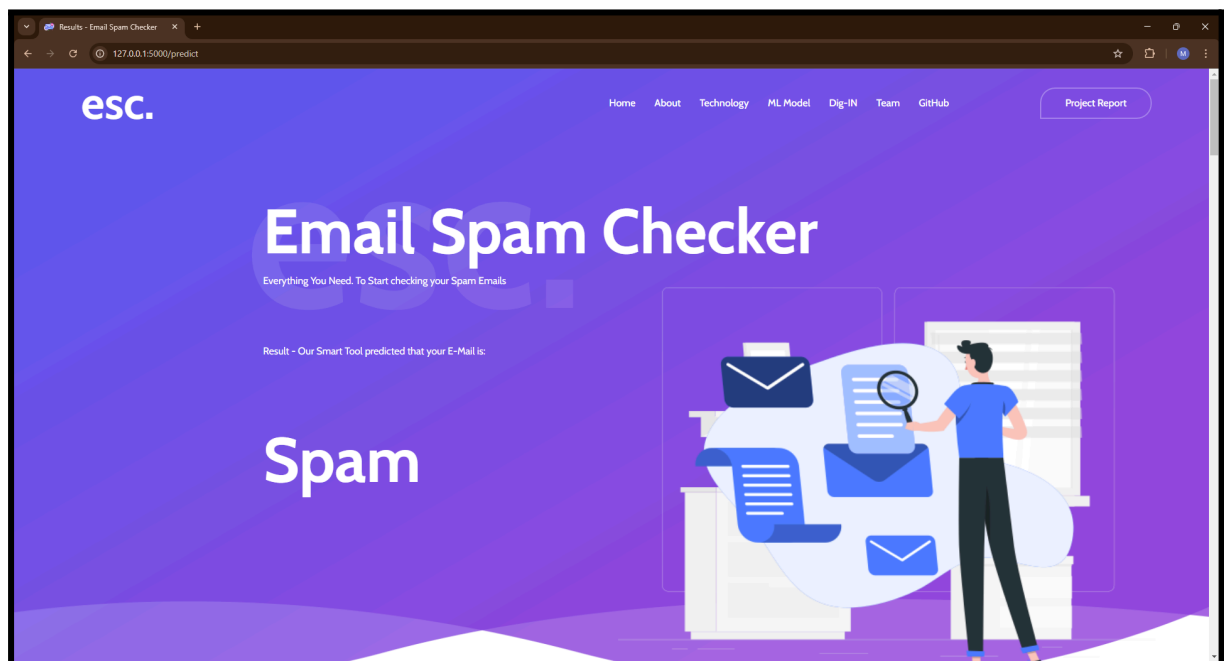 Results - Email Spam Checker
127.0.0.1:5000/predict
M
esc.
Home About Technology ML Model Dig-IN Team GitHub Project Report
esc.
Email Spam Checker
Everything You Need. To Start checking your Spam Emails
Result - Our Smart Tool predicted that your E-Mail is:
Spam